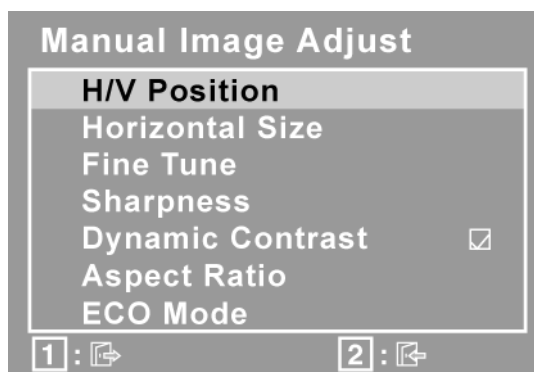 Manual Image Adjust
H/V Position
Horizontal Size
Fine Tune
Sharpness
Dynamic Contrast
Aspect Ratio
ECO Mode
1 : 2 :